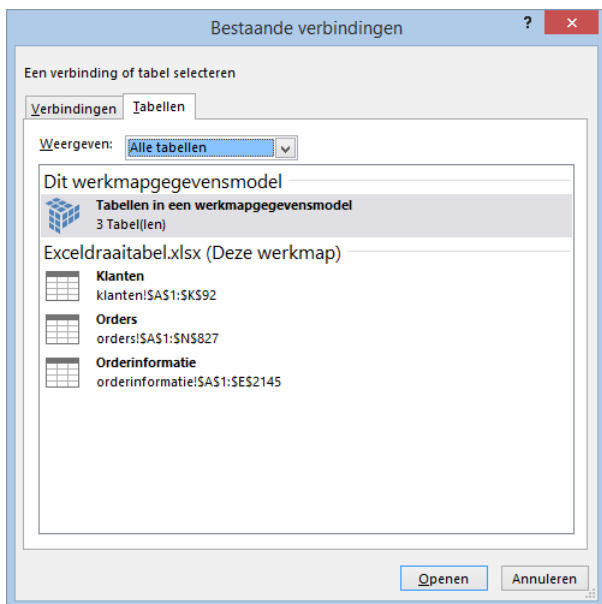 Bestaande verbindingen
?
Een verbinding of tabel selecteren
Verbindingen Tabellen
Weergeven: Alle tabellen
Dit werkmapgegevensmodel
Tabellen in een werkmapgegevensmodel
3 Tabel(len)
Exceldraaitabel.xlsx (Deze werkmap)
Klanten
klanten!$A$1:$K$92
Orders
orders!$A$1:$N$827
Orderinformatie
orderinformatie!$A$1:$E$2145
Openen Annuleren